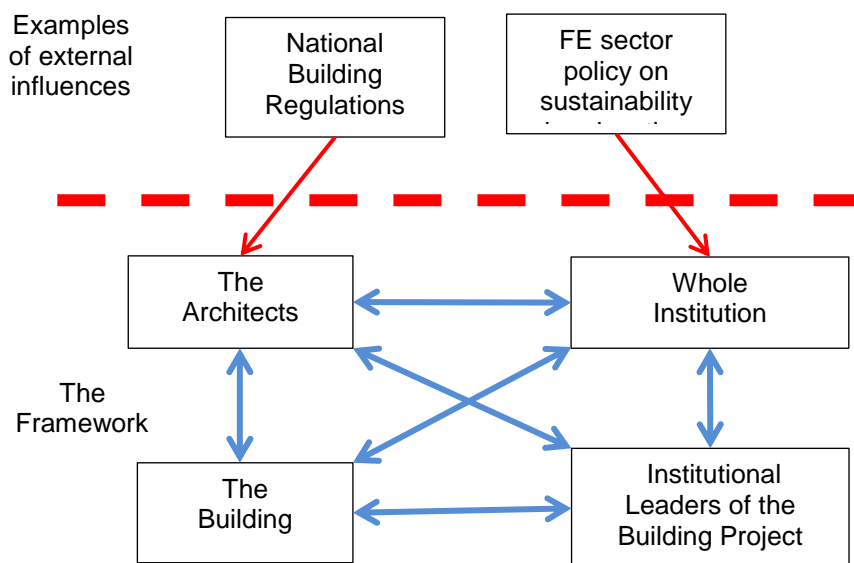 Examples
of external
influences
National
Building
Regulations
FE sector
policy on
sustainability
The
Architects
Whole
Institution
The
Framework
The
Building
Institutional
Leaders of the
Building Project